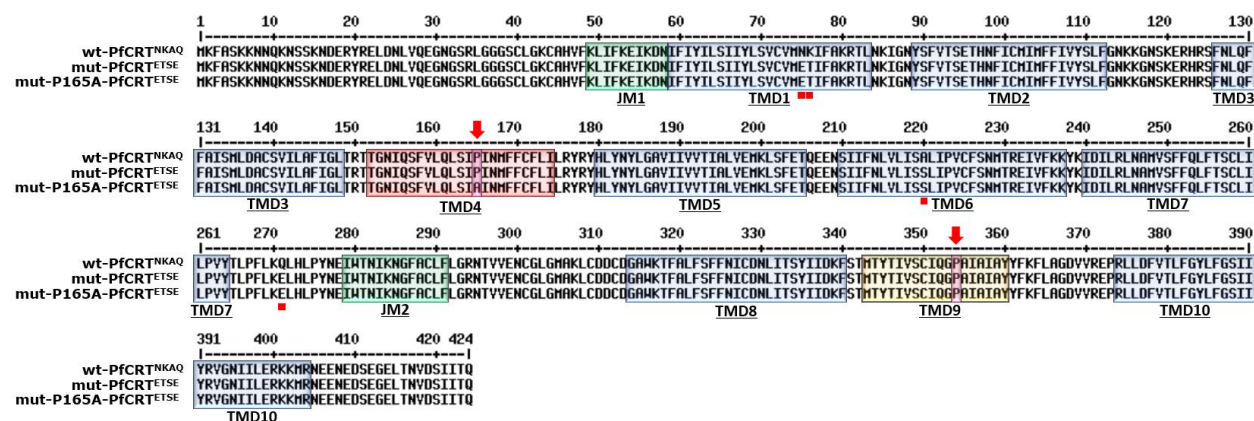 1 10 20 30 40 50 60 70 80 90 100 110 120 130
wt-PfCRTNKAQ MKFASKKNNQKNSSKNDERYRELDNLVQEGNGSRLGGGSCLGKCAHVFKLIFKEIKDNIFIYILSIIYLSVCVMNKIFAKRTLNKIGNYSFVTSETHNFICMIMFFIVYSLFGNKKGNSKERHRSFNLQF
mut-PfCRTETSE MKFASKKNNQKNSSKNDERYRELDNLVQEGNGSRLGGGSCLGKCAHVFKLIFKEIKDNIFIYILSIIYLSVCVMETIFAKRTLNKIGNYSFVTSETHNFICMIMFFIVYSLFGNKKGNSKERHRSFNLQF
mut-P165A-PfCRTETSE MKFASKKNNQKNSSKNDERYRELDNLVQEGNGSRLGGGSCLGKCAHVFKLIFKEIKDNIFIYILSIIYLSVCVMETIFAKRTLNKIGNYSFVTSETHNFICMIMFFIVYSLFGNKKGNSKERHRSFNLQF
JM1 TMD1 TMD2 TMD3
131 140 150 160 170 180 190 200 210 220 230 240 250 260
wt-PfCRTNKAQ FAISMLDACSVILAFIGLTRTTGNIQSFVLQLSIPINMFFCFLILRYRYHLYNYLGAVIIVVTIALVEMKLSFETQEENSIIFNLVLISALIPVCFSNMTREIVFKKYKIDILRLNAMVSFFQLFTSCLI
mut-PfCRTETSE FAISMLDACSVILAFIGLTRTTGNIQSFVLQLSIPINMFFCFLILRYRYHLYNYLGAVIIVVTIALVEMKLSFETQEENSIIFNLVLISSLIPVCFSNMTREIVFKKYKIDILRLNAMVSFFQLFTSCLI
mut-P165A-PfCRTETSE FAISMLDACSVILAFIGLTRTTGNIQSFVLQLSIAINMFFCFLILRYRYHLYNYLGAVIIVVTIALVEMKLSFETQEENSIIFNLVLISSLIPVCFSNMTREIVFKKYKIDILRLNAMVSFFQLFTSCLI
TMD3 TMD4 TMD5 TMD6 TMD7
261 270 280 290 300 310 320 330 340 350 360 370 380 390
wt-PfCRTNKAQ LPVYTLPFLKQLHLPYNEIWTNIKNGFACLFLGRNTVVENCGLGMAKLCDDCDGAWKTFALFSFFNICDNLITSYIIDKFSTMTYTIVSCIQGPAIAIAYYFKFLAGDVVREPRLLDFVTLFGYLFGSII
mut-PfCRTETSE LPVYTLPFLKELHLPYNEIWTNIKNGFACLFLGRNTVVENCGLGMAKLCDDCDGAWKTFALFSFFNICDNLITSYIIDKFSTMTYTIVSCIQGPAIAIAYYFKFLAGDVVREPRLLDFVTLFGYLFGSII
mut-P165A-PfCRTETSE LPVYTLPFLKELHLPYNEIWTNIKNGFACLFLGRNTVVENCGLGMAKLCDDCDGAWKTFALFSFFNICDNLITSYIIDKFSTMTYTIVSCIQGPAIAIAYYFKFLAGDVVREPRLLDFVTLFGYLFGSII
TMD7 JM2 TMD8 TMD9 TMD10
391 400 410 420 424
wt-PfCRTNKAQ YRVGNIILERKKMRNEENEDSEGELTNVDSIITQ
mut-PfCRTETSE YRVGNIILERKKMRNEENEDSEGELTNVDSIITQ
mut-P165A-PfCRTETSE YRVGNIILERKKMRNEENEDSEGELTNVDSIITQ
TMD10